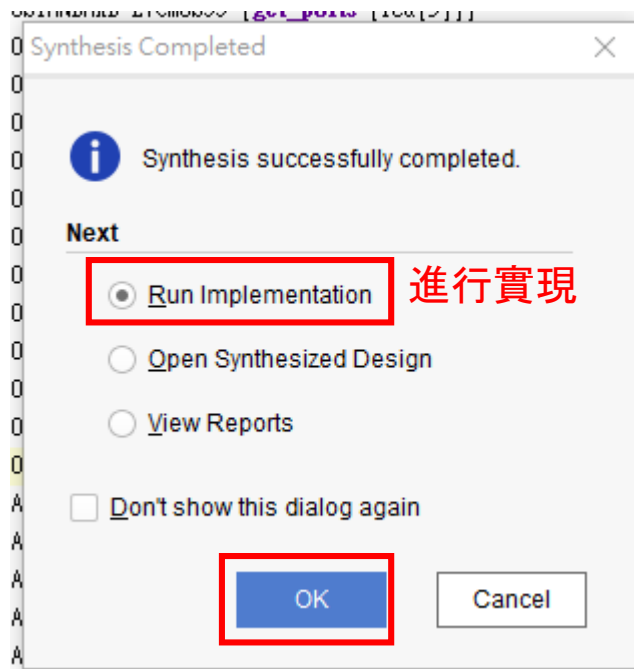 [get_ports
Synthesis Completed
Synthesis successfully completed.
Next
Run Implementation 進行實現
Open Synthesized Design
View Reports
Don't show this dialog again
OK Cancel
O
O
O
O
O
O
O
O
O
O
O
O
A
A
A
A
A